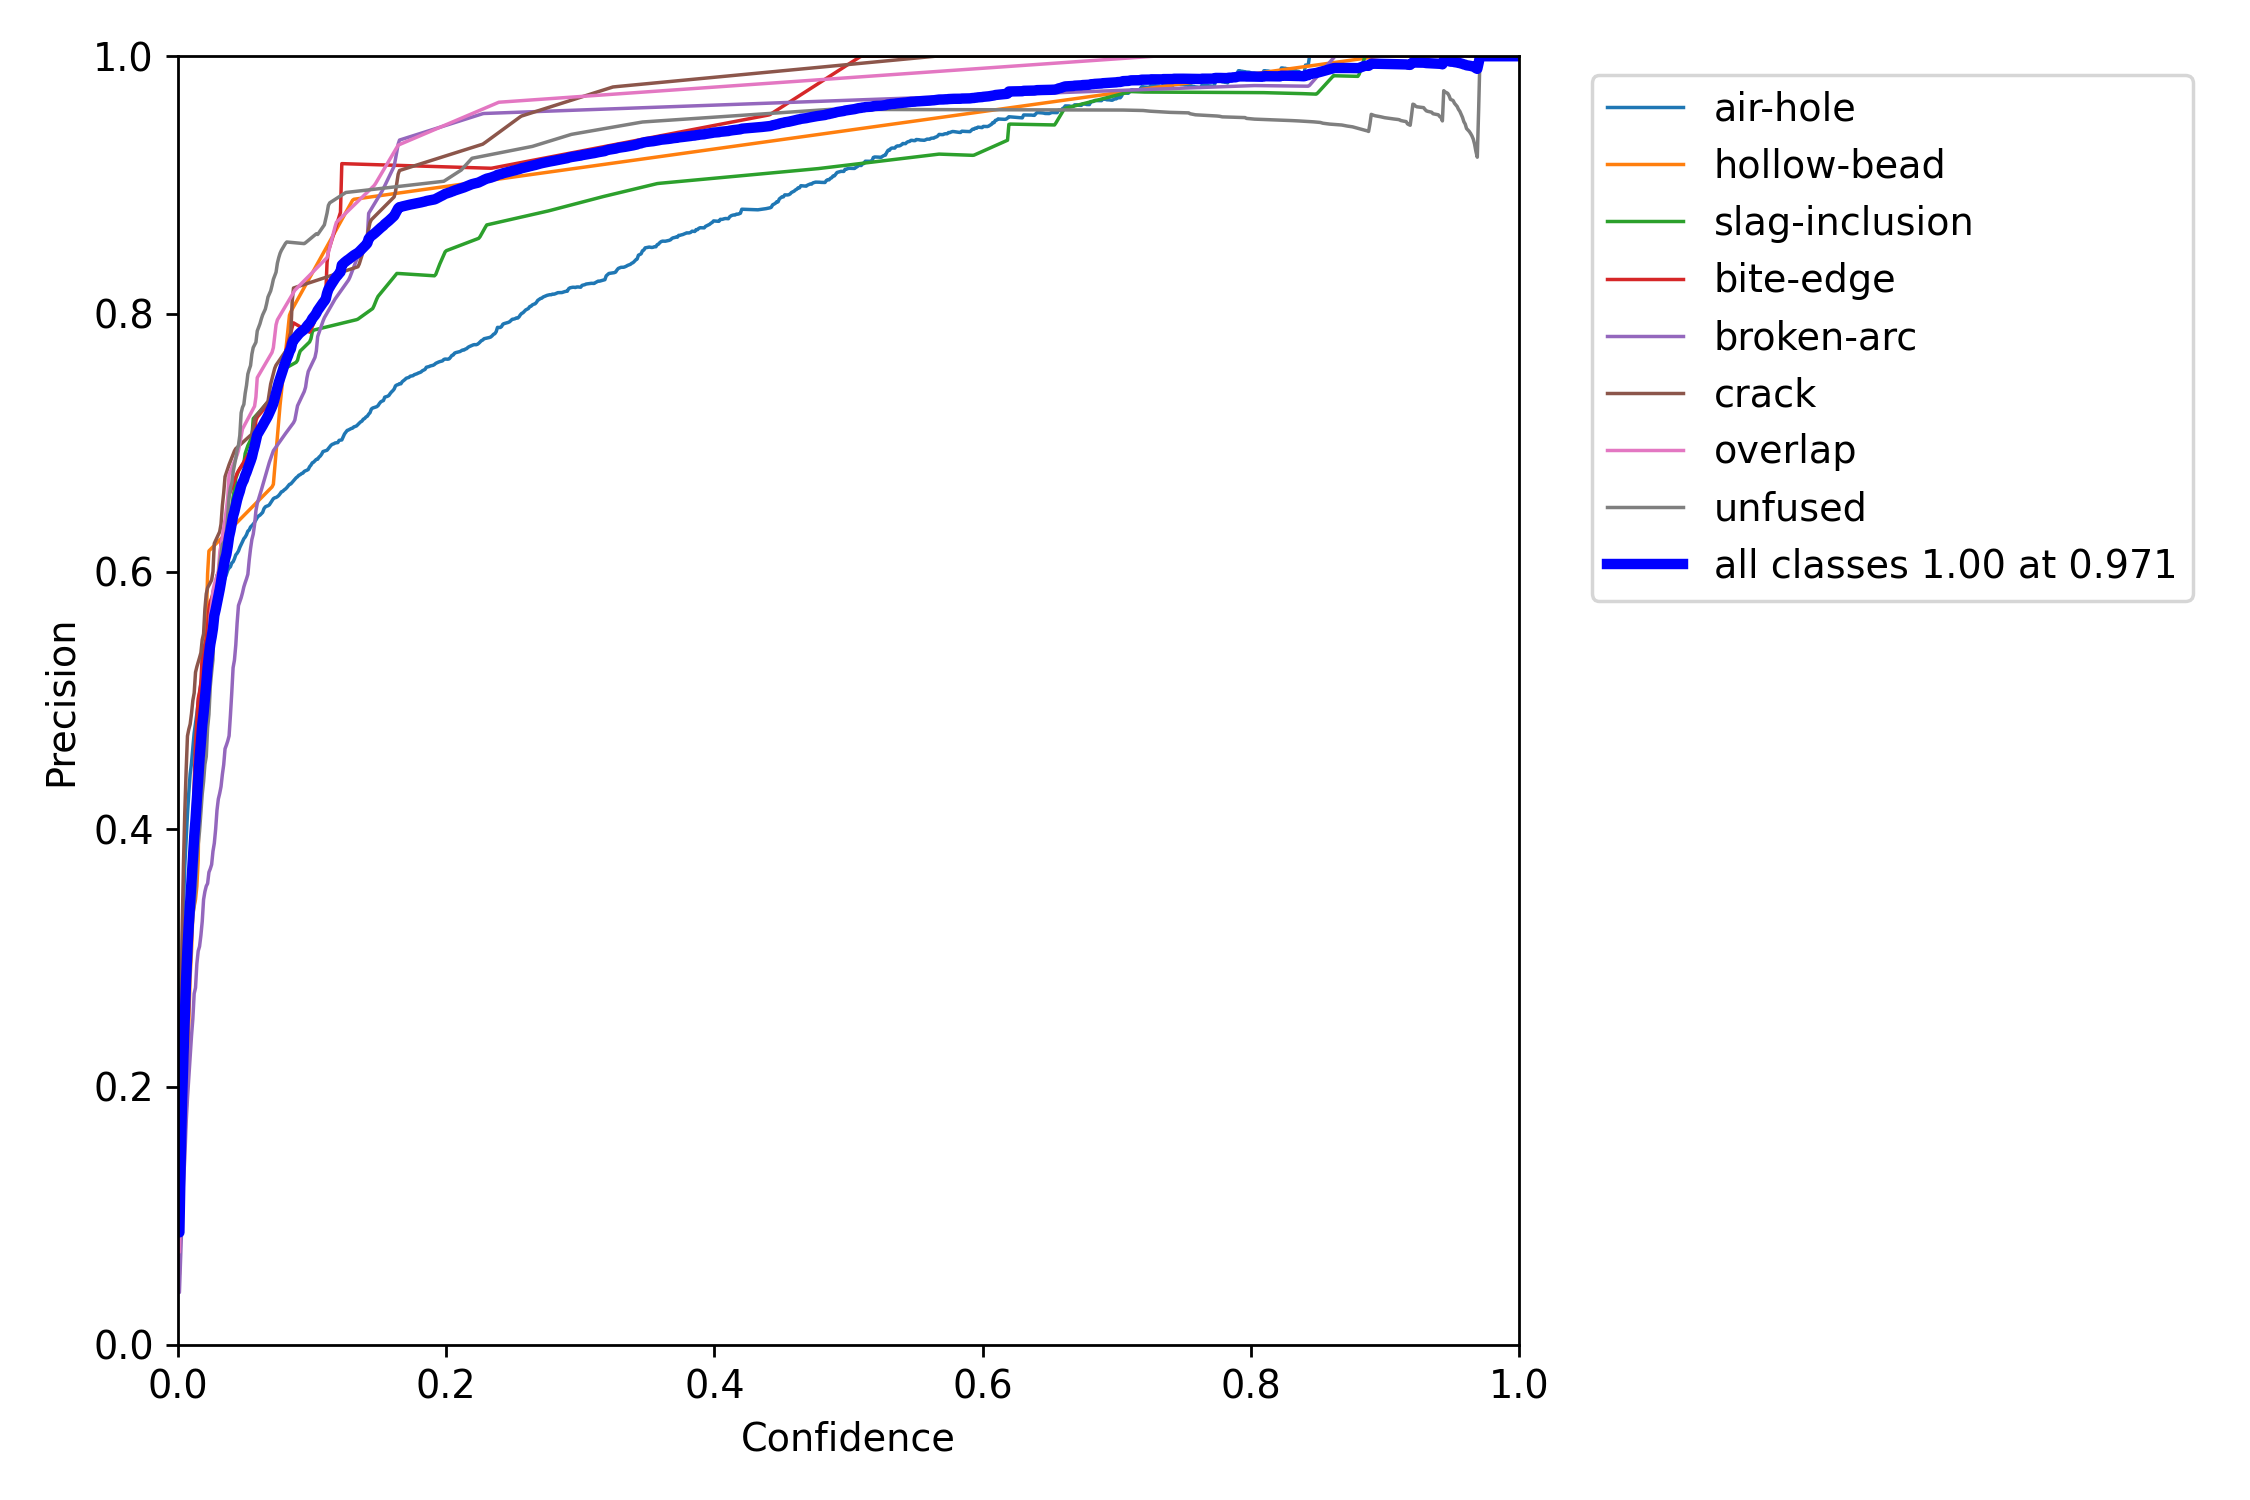 1.0
0.8
0.6
0.4
0.2
0.0
0.0 0.2 0.4 0.6 0.8 1.0
Precision
Confidence
air-hole
hollow-bead
slag-inclusion
bite-edge
broken-arc
crack
overlap
unfused
all classes 1.00 at 0.971